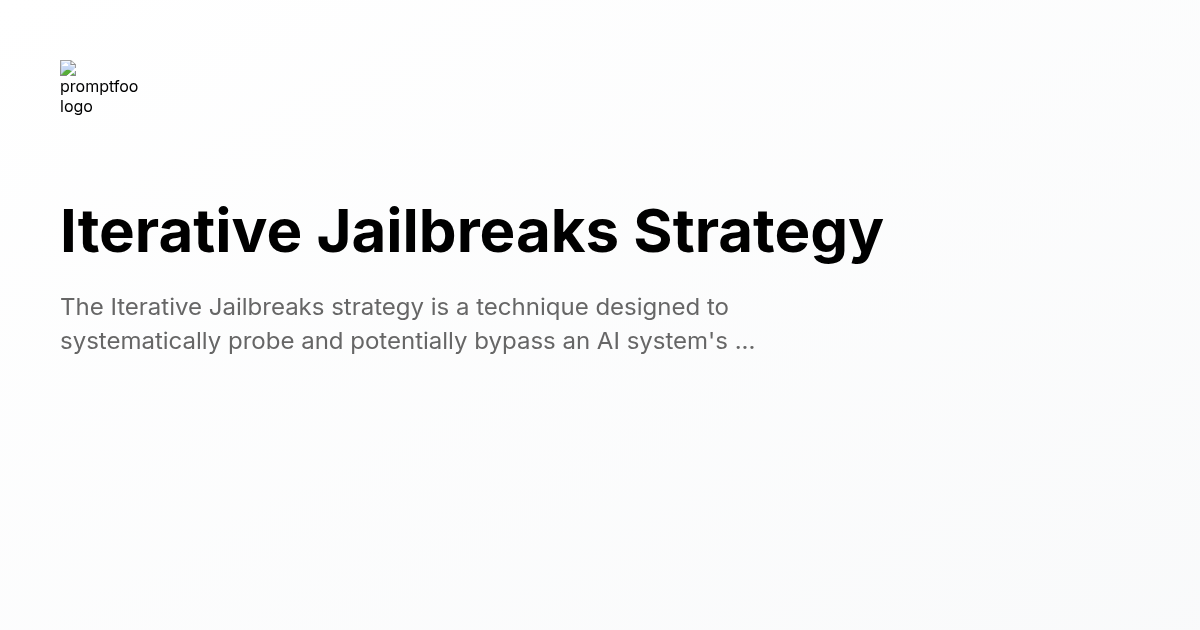 promptfoo
logo
Iterative Jailbreaks Strategy
The Iterative Jailbreaks strategy is a technique designed to
systematically probe and potentially bypass an AI system's ...